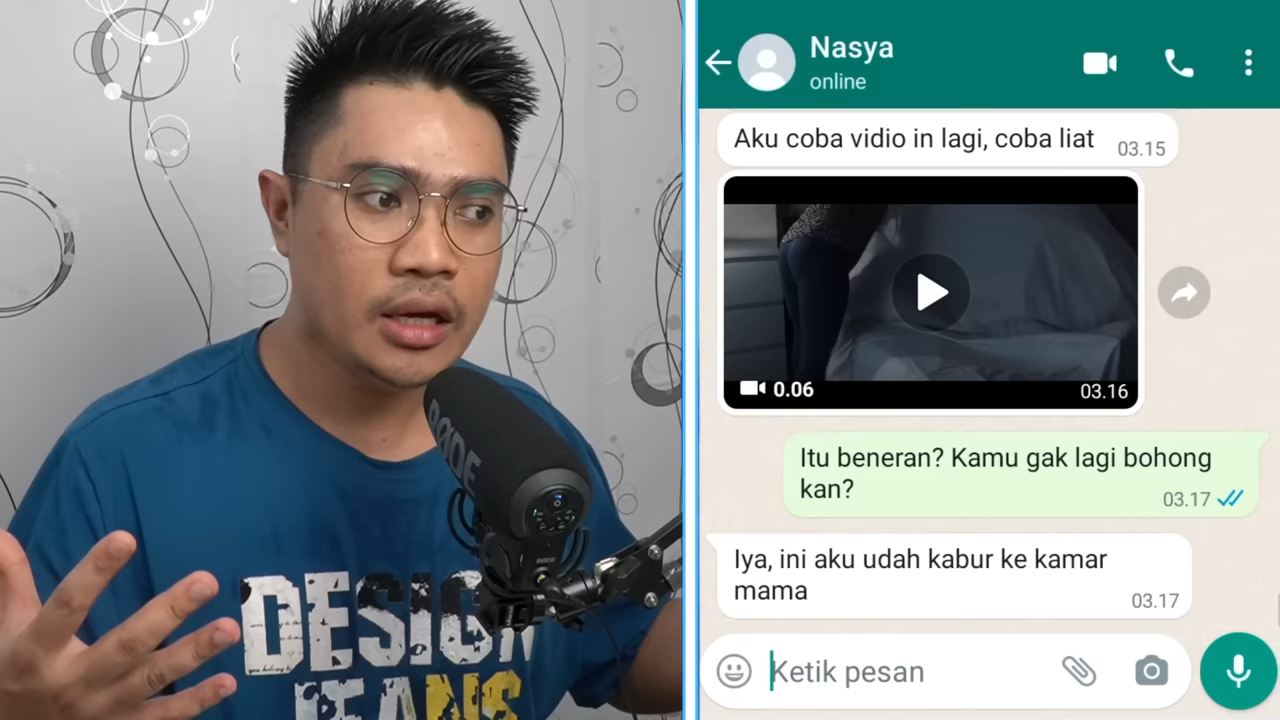 Nasya
online
Aku coba vidio in lagi, coba liat
03.15
0.06
03.16
Itu beneran? Kamu gak lagi bohong
kan?
03.17
Iya, ini aku udah kabur ke kamar
mama
03.17
Ketik pesan
RØDE
DESIGN
JEANS